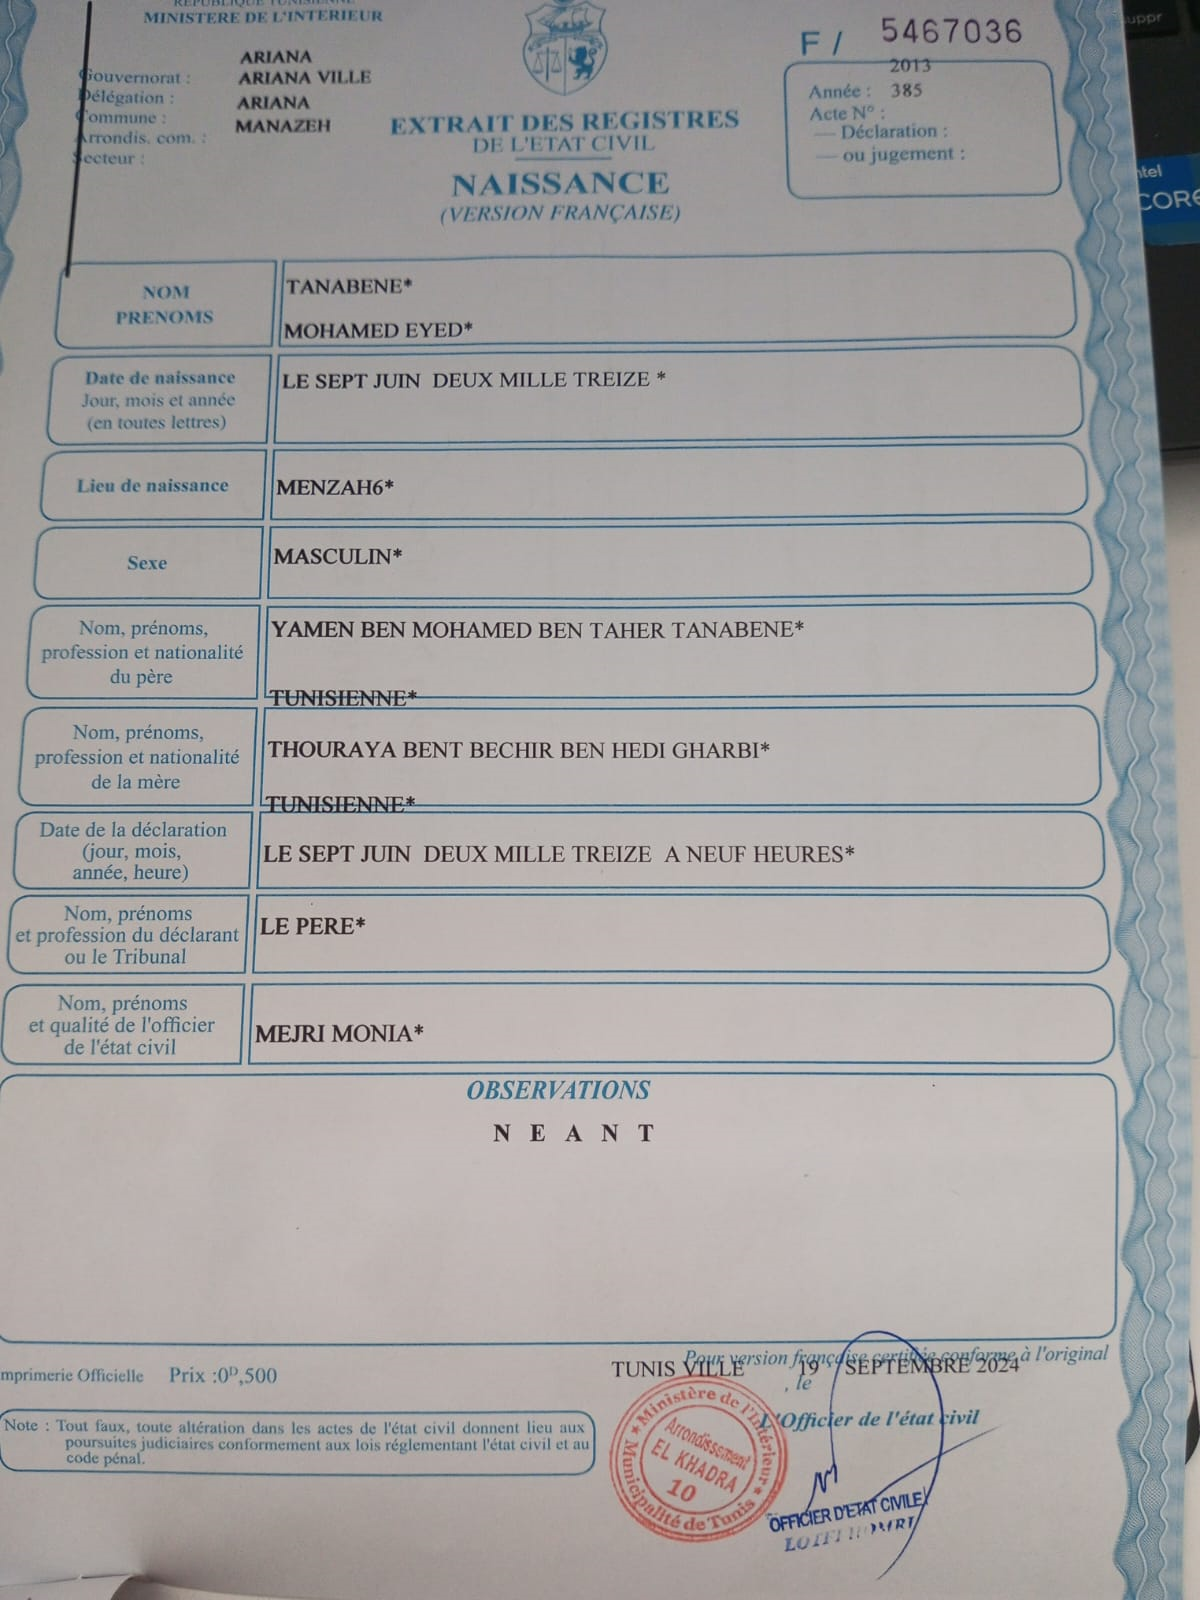 MINISTERE DE L'INTERIEUR
Gouvernorat : ARIANA
Délégation : ARIANA VILLE
Commune : ARIANA
Arrondis. com. : MANAZEH
Secteur :
EXTRAIT DES REGISTRES
DE L'ETAT CIVIL
NAISSANCE
(VERSION FRANÇAISE)
F / 5467036
2013
Année : 385
Acte Nº :
— Déclaration :
— ou jugement :
NOM
PRENOMS
TANABENE*
MOHAMED EYED*
Date de naissance
Jour, mois et année
(en toutes lettres)
LE SEPT JUIN DEUX MILLE TREIZE *
Lieu de naissance
MENZAH6*
Sexe
MASCULIN*
Nom, prénoms,
profession et nationalité
du père
YAMEN BEN MOHAMED BEN TAHER TANABENE*
TUNISIENNE*
Nom, prénoms,
profession et nationalité
de la mère
THOURAYA BENT BECHIR BEN HEDI GHARBI*
TUNISIENNE*
Date de la déclaration
(jour, mois,
année, heure)
LE SEPT JUIN DEUX MILLE TREIZE A NEUF HEURES*
Nom, prénoms
et profession du déclarant
ou le Tribunal
LE PERE*
Nom, prénoms
et qualité de l'officier
de l'état civil
MEJRI MONIA*
OBSERVATIONS
N E A N T
Pour version française certifiée conforme à l'original
TUNIS VILLE , le 19 SEPTEMBRE 2024
L'Officier de l'état civil
mprimerie Officielle Prix :0ᴰ,500
Note : Tout faux, toute altération dans les actes de l'état civil donnent lieu aux
poursuites judiciaires conformement aux lois réglementant l'état civil et au
code pénal.
Ministère de l'Intérieur
Municipalité de Tunis
Arrondissement
EL KHADRA
10
OFFICIER D'ETAT CIVILE
suppr
ntel
CORE